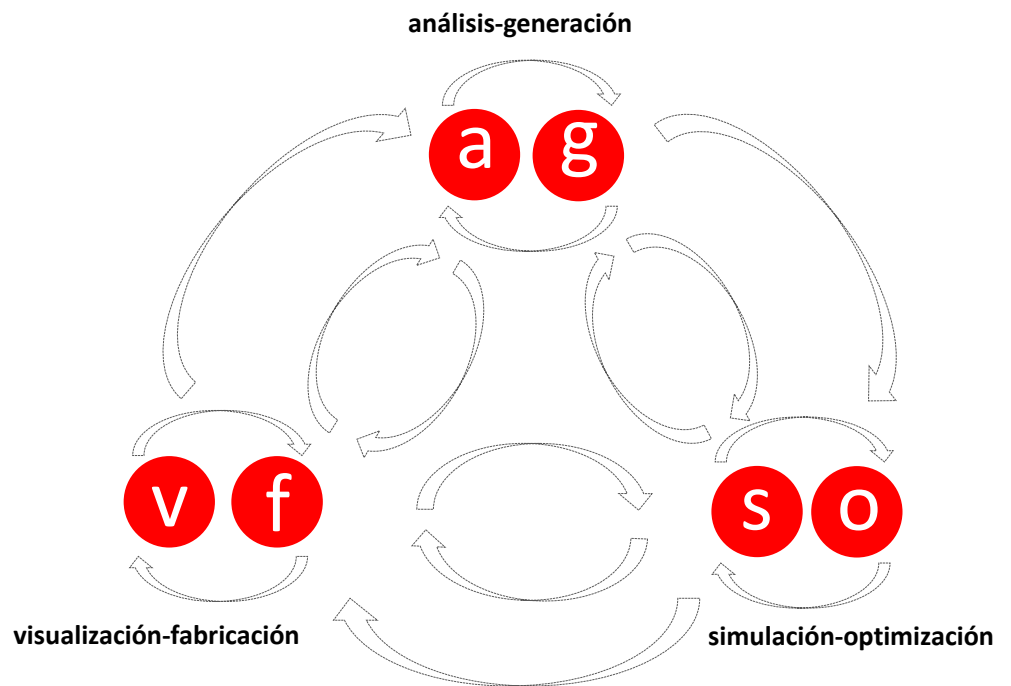 análisis-generación
a g
v f
s o
visualización-fabricación
simulación-optimización